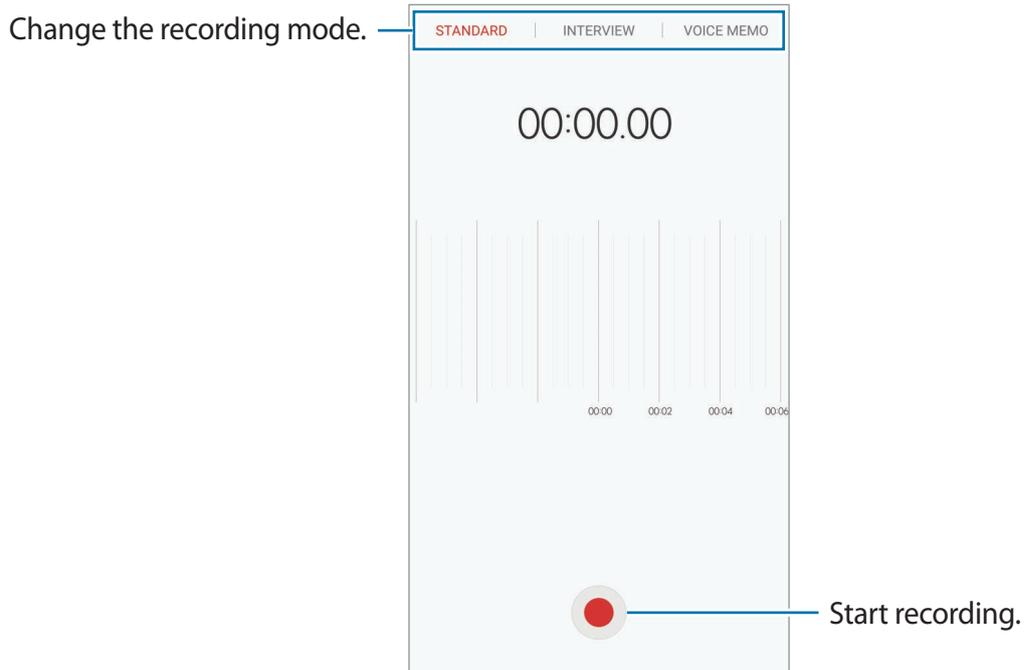 Change the recording mode.
STANDARD | INTERVIEW | VOICE MEMO
00:00.00
00:00 00:02 00:04 00:06
Start recording.